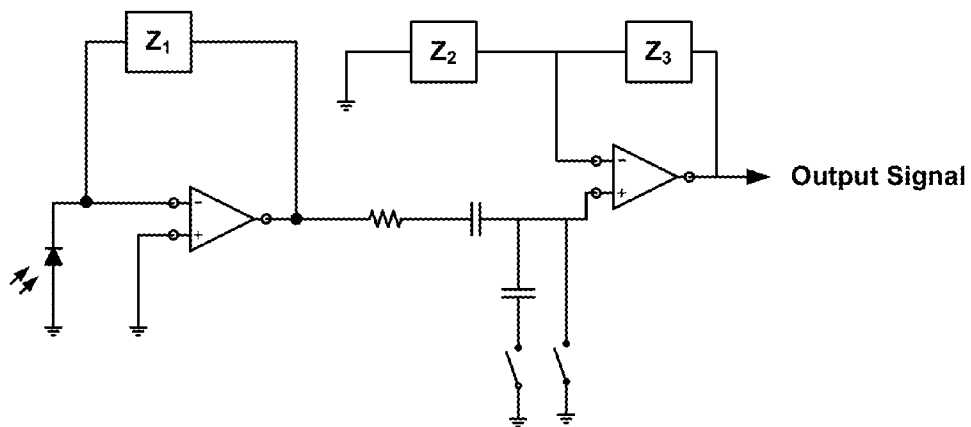 Z1
Z2
Z3
-
+
-
+
Output Signal